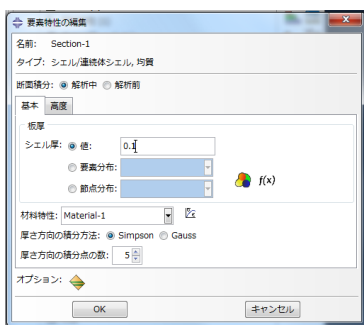 要素特性の編集
名前: Section-1
タイプ: シェル/連続体シェル, 均質
断面積分: 解析中 解析前
基本 高度
板厚
シェル厚: 値: 0.1
要素分布:
節点分布:
f(x)
材料特性: Material-1
厚さ方向の積分方法: Simpson Gauss
厚さ方向の積分点の数: 5
オプション:
OK キャンセル